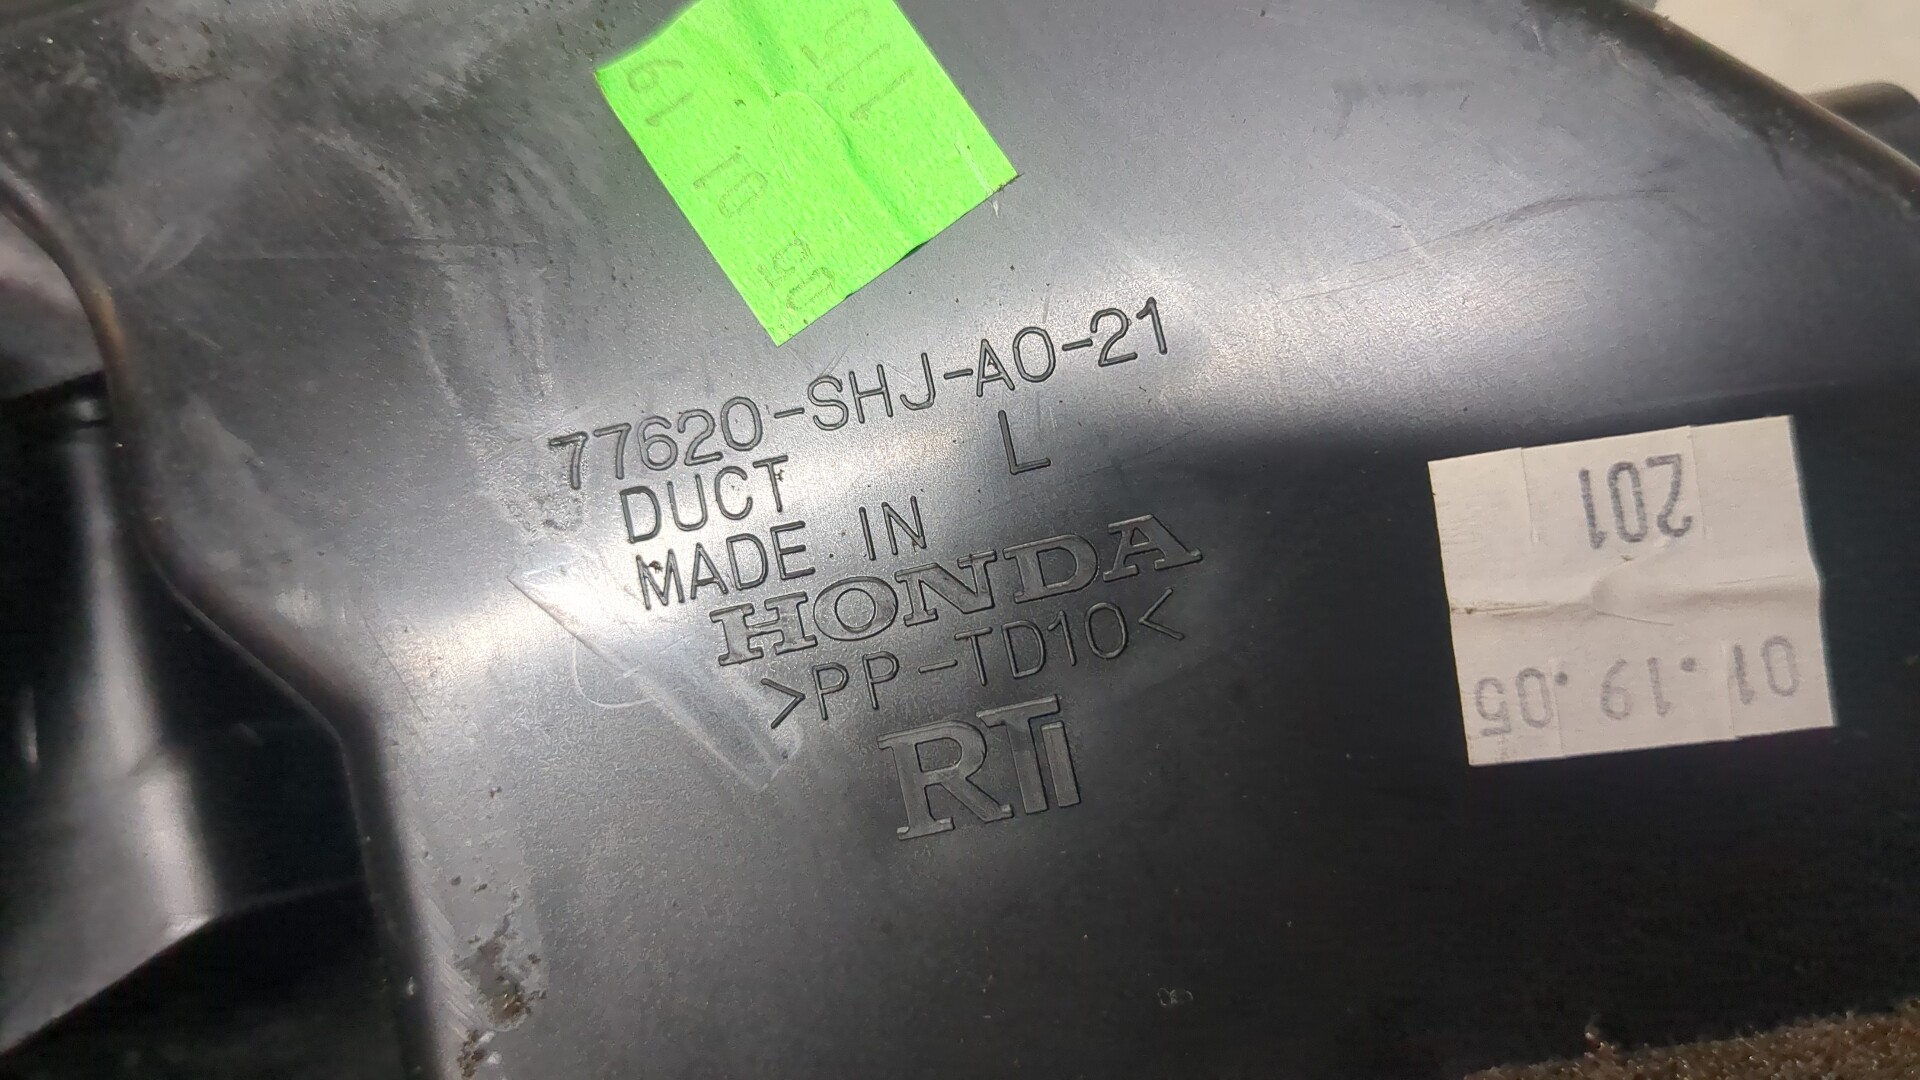 77620-SHJ-A0-21
DUCT L
MADE IN
HONDA
>PP-TD10<
RTi
201
01.19.05